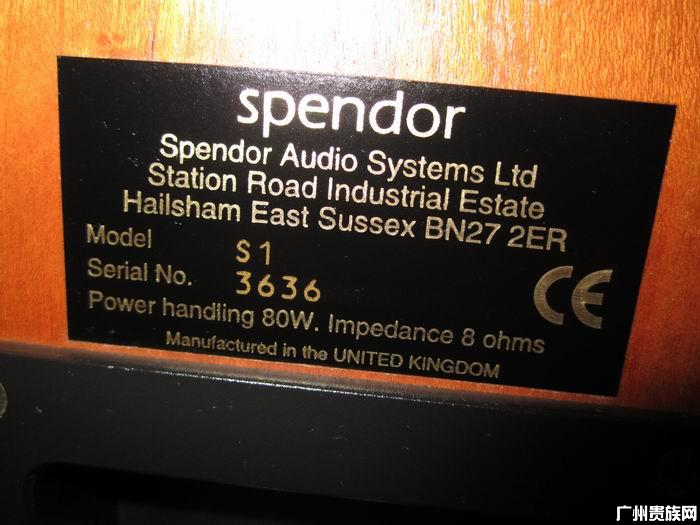 spendor
Spendor Audio Systems Ltd
Station Road Industrial Estate
Hailsham East Sussex BN27 2ER
Model S1
Serial No. 3636
CE
Power handling 80W. Impedance 8 ohms
Manufactured in the UNITED KINGDOM
广州贵族网